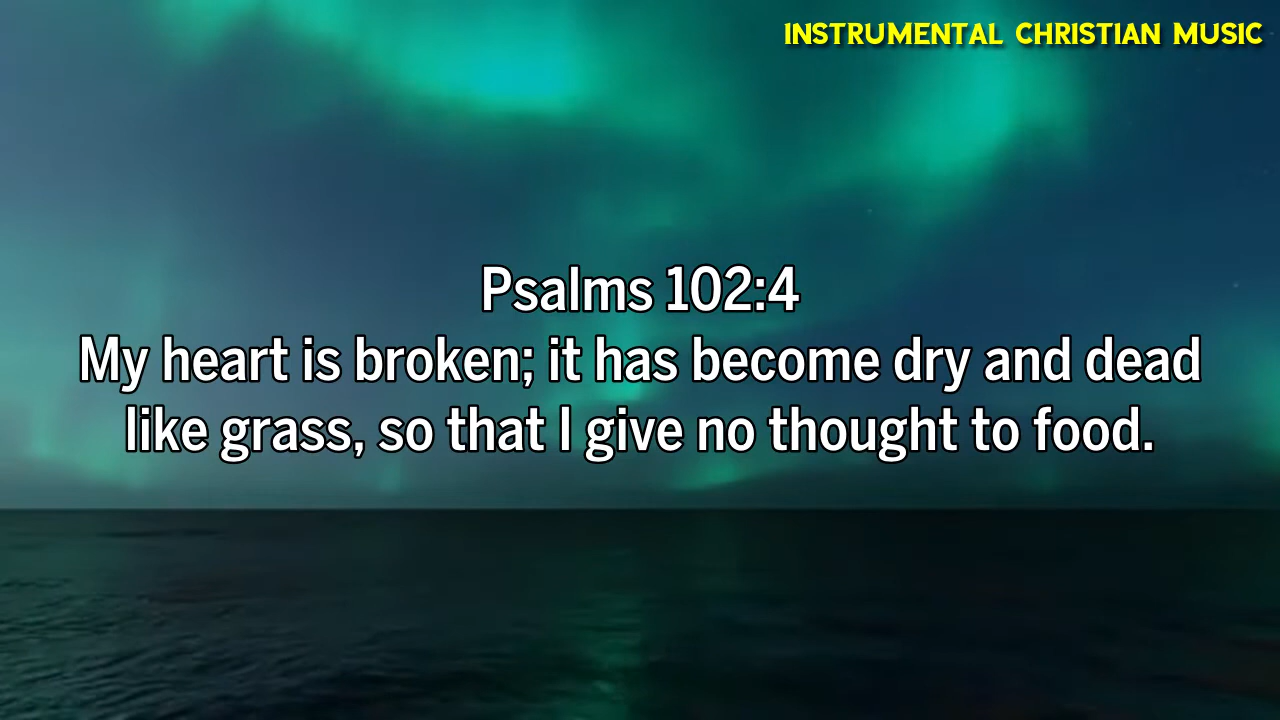 INSTRUMENTAL CHRISTIAN MUSIC
Psalms 102:4
My heart is broken; it has become dry and dead
like grass, so that I give no thought to food.